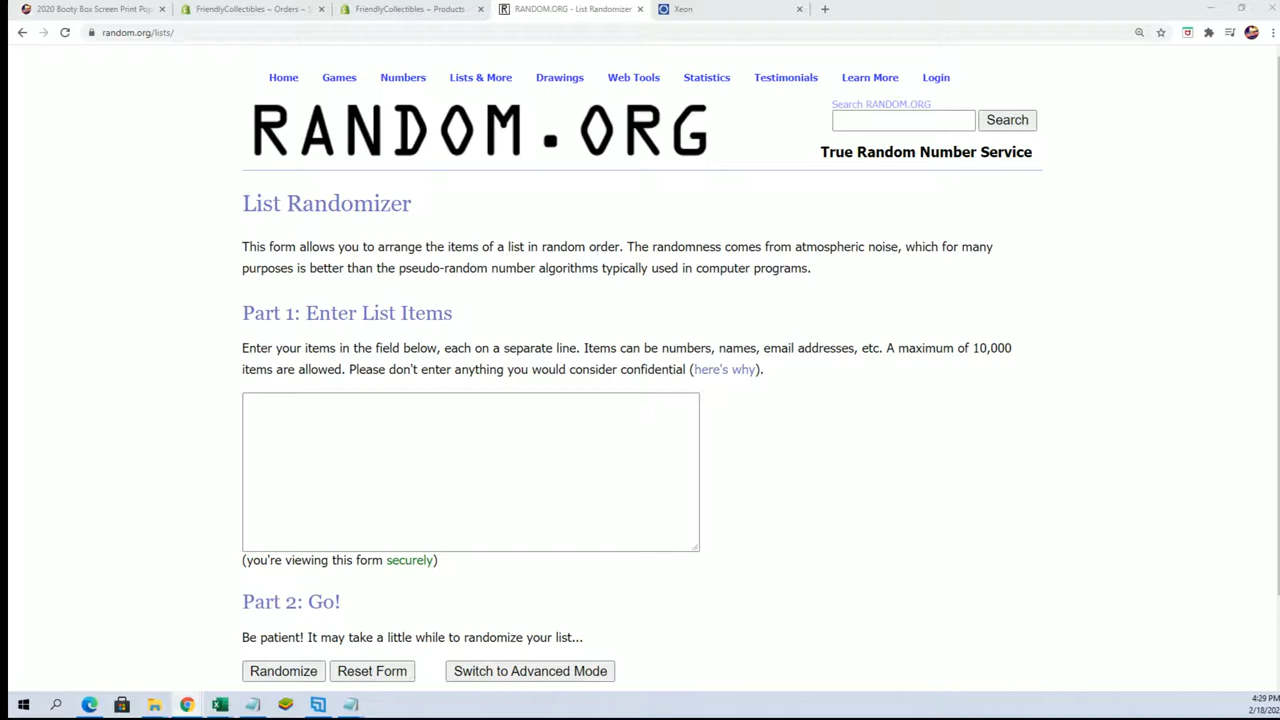 2020 Booty Box Screen Print Pop
FriendlyCollectibles ~ Orders ~ S
FriendlyCollectibles ~ Products
RANDOM.ORG - List Randomizer
Xeon
random.org/lists/
Home Games Numbers Lists & More Drawings Web Tools Statistics Testimonials Learn More Login
RANDOM.ORG
Search RANDOM.ORG
Search
True Random Number Service
List Randomizer
This form allows you to arrange the items of a list in random order. The randomness comes from atmospheric noise, which for many
purposes is better than the pseudo-random number algorithms typically used in computer programs.
Part 1: Enter List Items
Enter your items in the field below, each on a separate line. Items can be numbers, names, email addresses, etc. A maximum of 10,000
items are allowed. Please don't enter anything you would consider confidential (here's why).
(you're viewing this form securely)
Part 2: Go!
Be patient! It may take a little while to randomize your list...
Randomize Reset Form Switch to Advanced Mode
4:29 PM
2/18/202